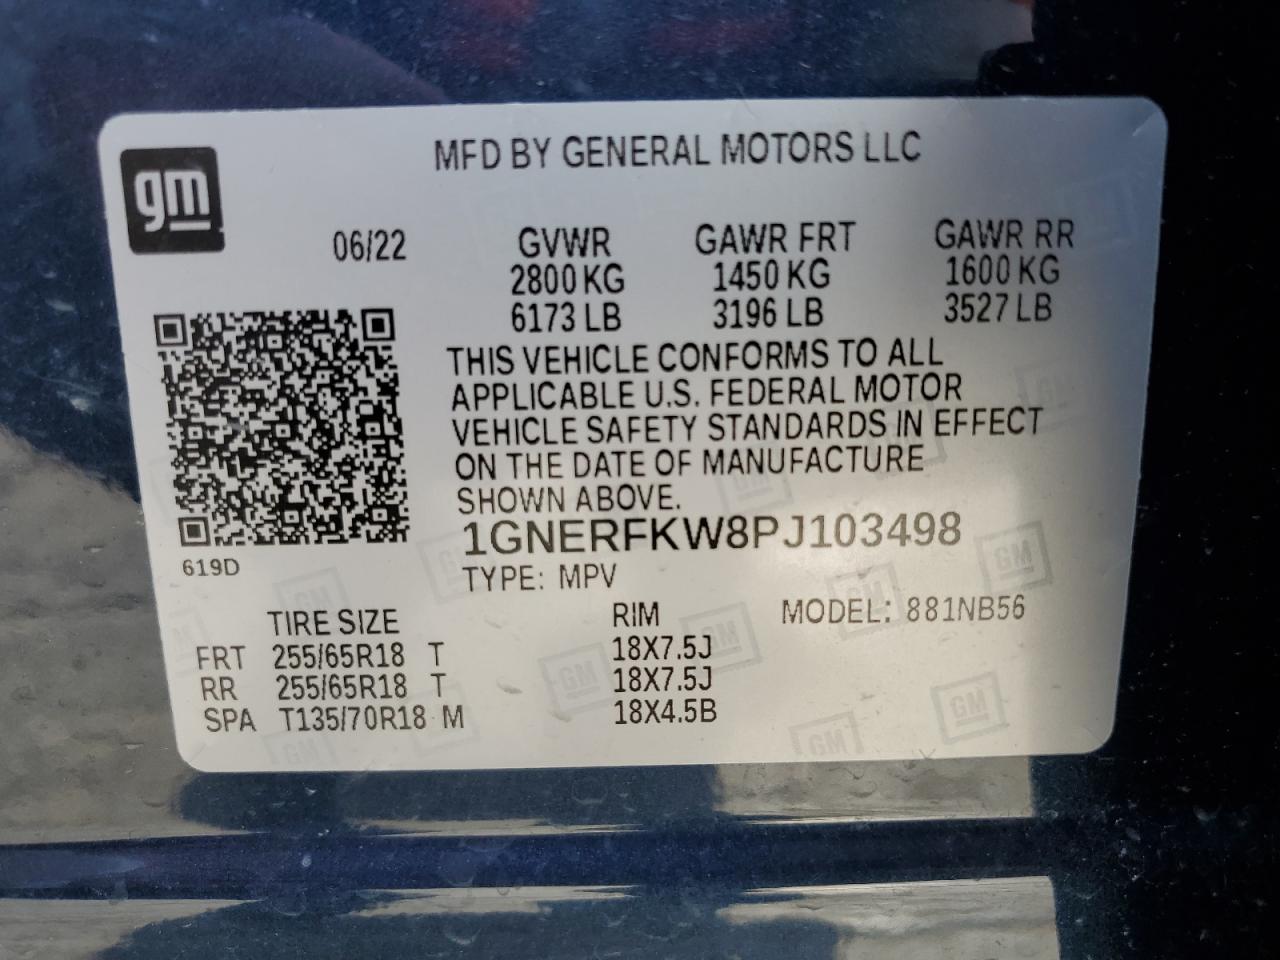 MFD BY GENERAL MOTORS LLC
gm
06/22
GVWR GAWR FRT GAWR RR
2800 KG 1450 KG 1600 KG
6173 LB 3196 LB 3527 LB
THIS VEHICLE CONFORMS TO ALL
APPLICABLE U.S. FEDERAL MOTOR
VEHICLE SAFETY STANDARDS IN EFFECT
ON THE DATE OF MANUFACTURE
SHOWN ABOVE.
1GNERFKW8PJ103498
619D
TYPE: MPV
TIRE SIZE RIM MODEL: 881NB56
FRT 255/65R18 T 18X7.5J
RR 255/65R18 T 18X7.5J
SPA T135/70R18 M 18X4.5B